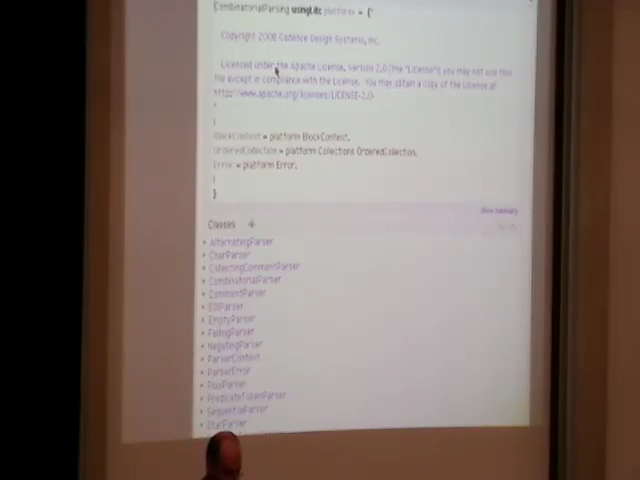 CombinationalParsing usingLib: platform = (
Copyright 2008 Cadence Design Systems, Inc.
Licensed under the Apache License, Version 2.0 (the "License"); you may not use this
file except in compliance with the License. You may obtain a copy of the License at
http://www.apache.org/licenses/LICENSE-2.0
"
|
BlockContext = platform BlockContext.
OrderedCollection = platform Collections OrderedCollection.
Error = platform Error.
|
)
Classes +
AlternatingParser
CharParser
CollectingCommentParser
CombinatorialParser
CommentParser
EOIParser
EmptyParser
FailingParser
NegatingParser
ParserContext
ParserError
PlusParser
PredicateTokenParser
SequentialParser
StarParser